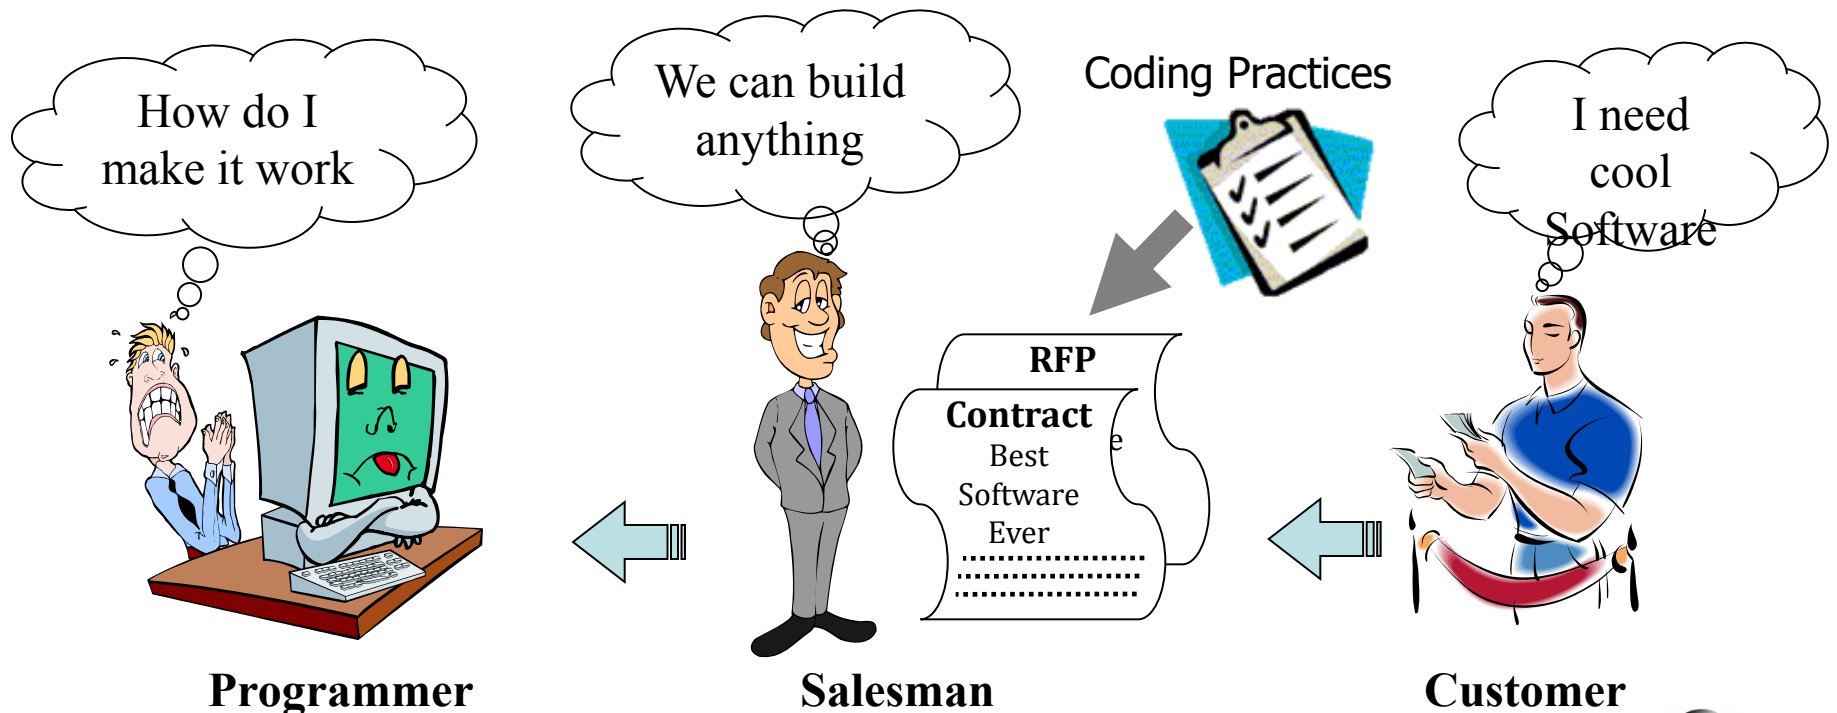 How do I
make it work
We can build
anything
Coding Practices
I need
cool
Software
RFP
Contract
Best
Software
Ever
e
Programmer
Salesman
Customer